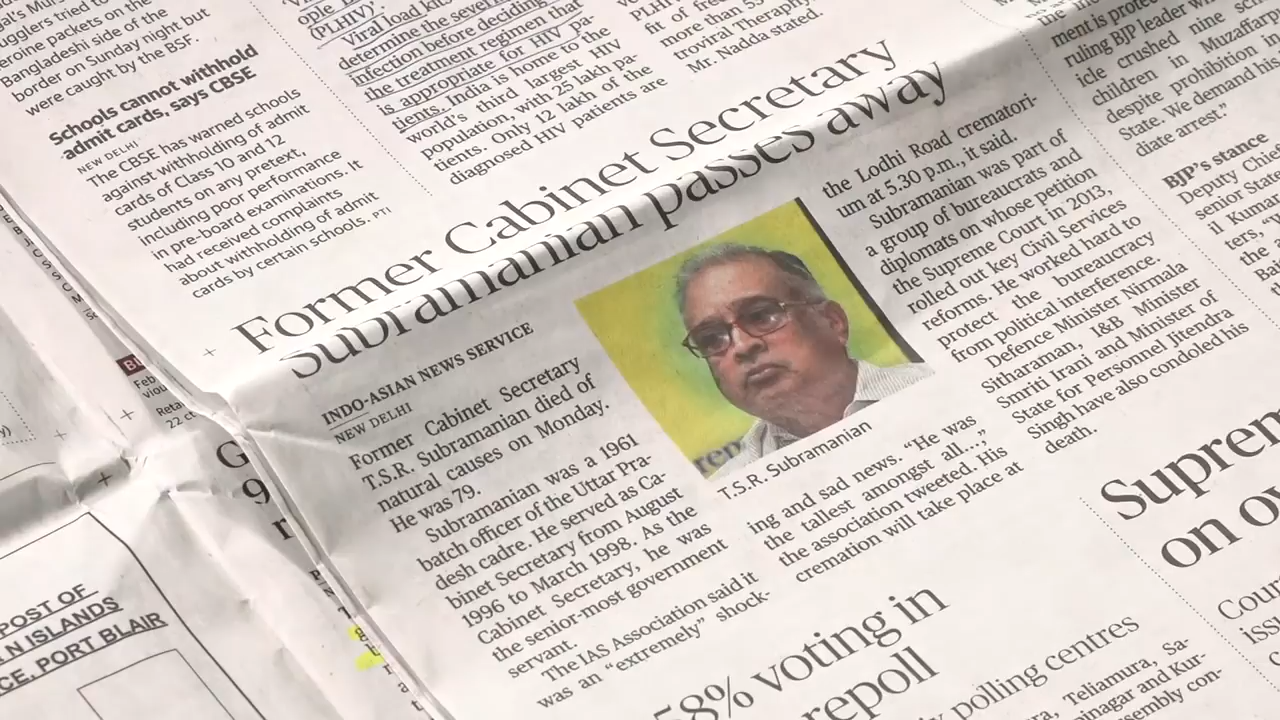 gglers tried to
eroine packets on the
Bangladeshi side of the
border on Sunday night but
were caught by the BSF.
Schools cannot withhold
admit cards, says CBSE
NEW DELHI
The CBSE has warned schools
against withholding of admit
cards of Class 10 and 12
students on any pretext,
including poor performance
in pre-board examinations. It
had received complaints
about withholding of admit
cards by certain schools. PTI
(PLHIV)."
Viral load
determine the
infection before deciding on
the treatment regimen that
is appropriate for HIV pa-
tients. India is home to the
world's third largest HIV
population, with 25 lakh pa-
tients. Only 12 lakh of the
diagnosed HIV patients are
fit of
more than
troviral Theraphy,"
Mr. Nadda stated.
Former Cabinet Secretary
Subramanian passes away
INDO-ASIAN NEWS SERVICE
NEW DELHI
Former Cabinet Secretary
T.S.R. Subramanian died of
natural causes on Monday.
He was 79.
Subramanian was a 1961
batch officer of the Uttar Pra-
desh cadre. He served as Ca-
binet Secretary from August
1996 to March 1998. As the
Cabinet Secretary, he was
the senior-most government
servant.
The IAS Association said it
was an "extremely" shock-
T.S.R. Subramanian
ing and sad news. "He was
the tallest amongst all...,"
the association tweeted. His
cremation will take place at
the Lodhi Road crematori-
um at 5.30 p.m., it said.
Subramanian was part of
a group of bureaucrats and
diplomats on whose petition
the Supreme Court in 2013,
rolled out key Civil Services
reforms. He worked hard to
protect the bureaucracy
from political interference.
Defence Minister Nirmala
Sitharaman, I&B Minister
Smriti Irani and Minister of
State for Personnel Jitendra
Singh have also condoled his
death.
ment is
ruling BJP leader
icle crushed nine
children in
despite prohibition in
State. We demand his
diate arrest."
BJP's stance
Deputy
senior
POST OF
N ISLANDS
CE, PORT BLAIR
58% voting in
repoll
polling centres
Teliamura, Sa-